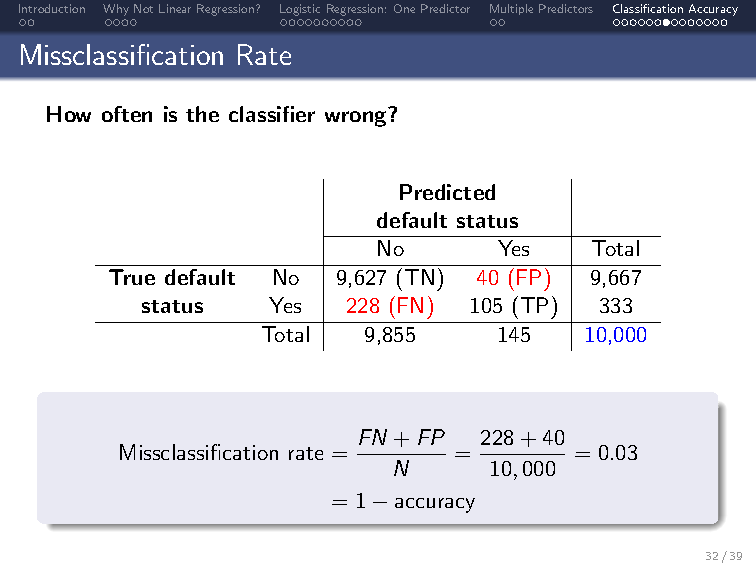 Introduction Why Not Linear Regression? Logistic Regression: One Predictor Multiple Predictors Classification Accuracy
Missclassification Rate
How often is the classifier wrong?
Predicted
default status
No Yes Total
True default No 9,627 (TN) 40 (FP) 9,667
status Yes 228 (FN) 105 (TP) 333
Total 9,855 145 10,000
Missclassification rate = FN + FP / N = 228 + 40 / 10,000 = 0.03
= 1 − accuracy
32 / 39